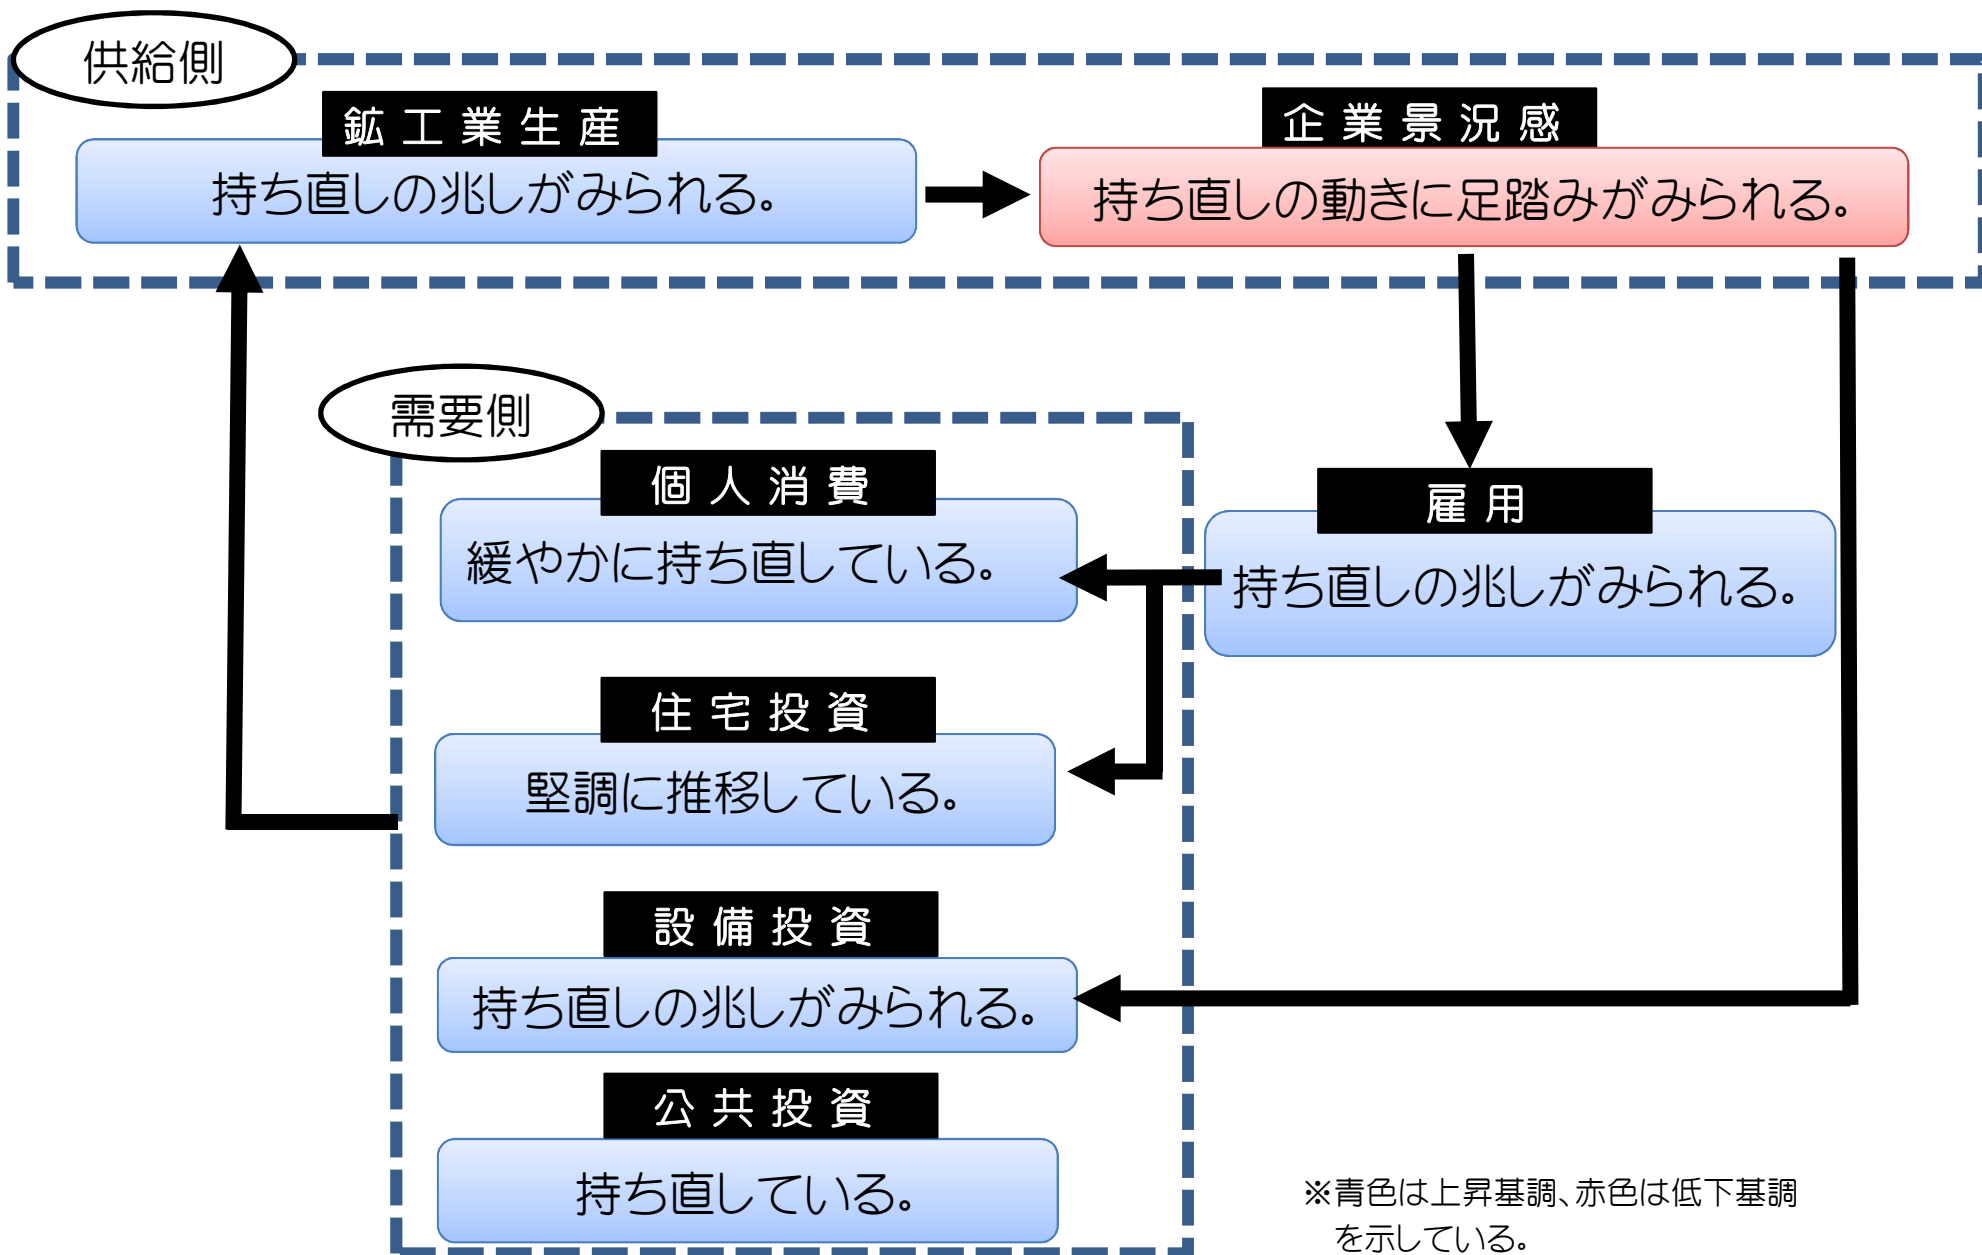 供給側
鉱工業生産
持ち直しの兆しがみられる。
企業景況感
持ち直しの動きに足踏みがみられる。
需要側
個人消費
緩やかに持ち直している。
雇用
持ち直しの兆しがみられる。
住宅投資
堅調に推移している。
設備投資
持ち直しの兆しがみられる。
公共投資
持ち直している。
※青色は上昇基調、赤色は低下基調
を示している。